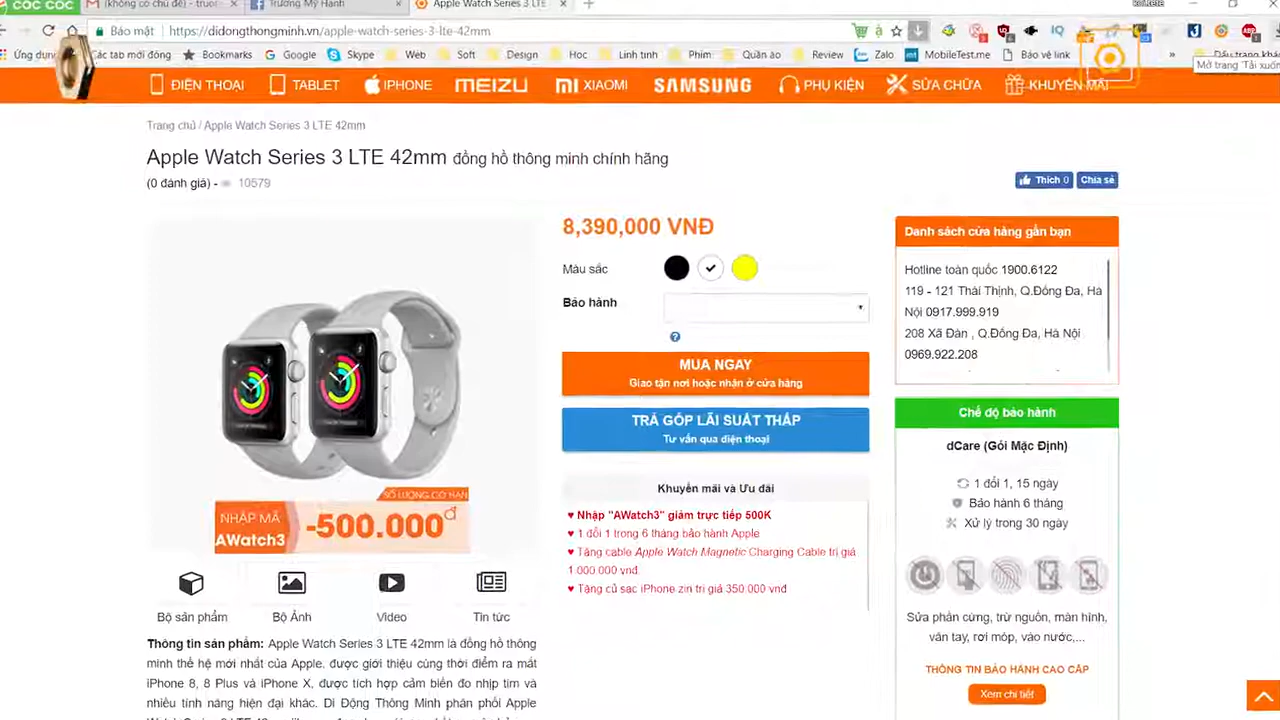 CỐC CỐC
(không có chủ đề) - truon
Trương Mỹ Hạnh
Apple Watch Series 3 LTE
Bảo mật
https://didongthongminh.vn/apple-watch-series-3-lte-42mm
Ứng dụng
Các tab mới đóng
Bookmarks
Google
Skype
Web
Soft
Design
Học
Linh tinh
Phim
Quần áo
Review
Zalo
MobileTest.me
Bảo vệ link
»
Mở trang 'Tải xuốn
ĐIỆN THOẠI
TABLET
IPHONE
MEIZU
XIAOMI
SAMSUNG
PHỤ KIỆN
SỬA CHỮA
KHUYẾN MÃI
Trang chủ / Apple Watch Series 3 LTE 42mm
Apple Watch Series 3 LTE 42mm đồng hồ thông minh chính hãng
(0 đánh giá) - 10579
Thích 0
Chia sẻ
8,390,000 VNĐ
Màu sắc
Bảo hành
MUA NGAY
Giao tận nơi hoặc nhận ở cửa hàng
TRẢ GÓP LÃI SUẤT THẤP
Tư vấn qua điện thoại
Khuyến mãi và Ưu đãi
♥ Nhập "AWatch3" giảm trực tiếp 500K
♥ 1 đổi 1 trong 6 tháng bảo hành Apple
♥ Tặng cable Apple Watch Magnetic Charging Cable trị giá
1.000.000 vnđ
♥ Tặng củ sạc iPhone zin trị giá 350.000 vnđ
SỐ LƯỢNG CÓ HẠN
NHẬP MÃ
AWatch3
-500.000đ
Bộ sản phẩm
Bộ Ảnh
Video
Tin tức
Thông tin sản phẩm: Apple Watch Series 3 LTE 42mm là đồng hồ thông
minh thế hệ mới nhất của Apple, được giới thiệu cùng thời điểm ra mắt
iPhone 8, 8 Plus và iPhone X, được tích hợp cảm biến đo nhịp tim và
nhiều tính năng hiện đại khác. Di Động Thông Minh phân phối Apple
Danh sách cửa hàng gần bạn
Hotline toàn quốc 1900.6122
119 - 121 Thái Thịnh, Q.Đống Đa, Hà
Nội 0917.999.919
208 Xã Đàn , Q.Đống Đa, Hà Nội
0969.922.208
Chế độ bảo hành
dCare (Gói Mặc Định)
1 đổi 1, 15 ngày
Bảo hành 6 tháng
Xử lý trong 30 ngày
Sửa phần cứng, trừ nguồn, màn hình,
vân tay, rơi móp, vào nước,...
THÔNG TIN BẢO HÀNH CAO CẤP
Xem chi tiết